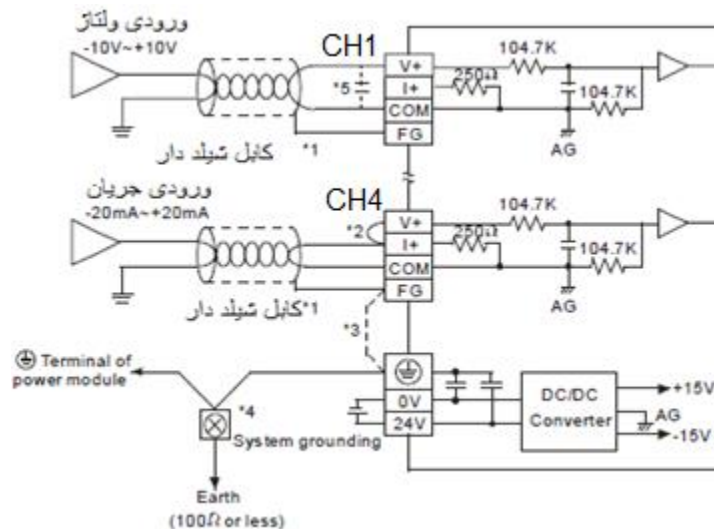 ورودی ولتاژ
-10V~+10V
CH1
V+
I+
COM
FG
*5
250Ω
104.7K
104.7K
AG
*1
کابل شیلد دار
ورودی جریان
-20mA~+20mA
CH4
V+
I+
COM
FG
*2
250Ω
104.7K
104.7K
AG
کابل شیلد دار*1
*3
Terminal of
power module
*4
System grounding
Earth
(100Ω or less)
0V
24V
DC/DC
Converter
+15V
AG
-15V